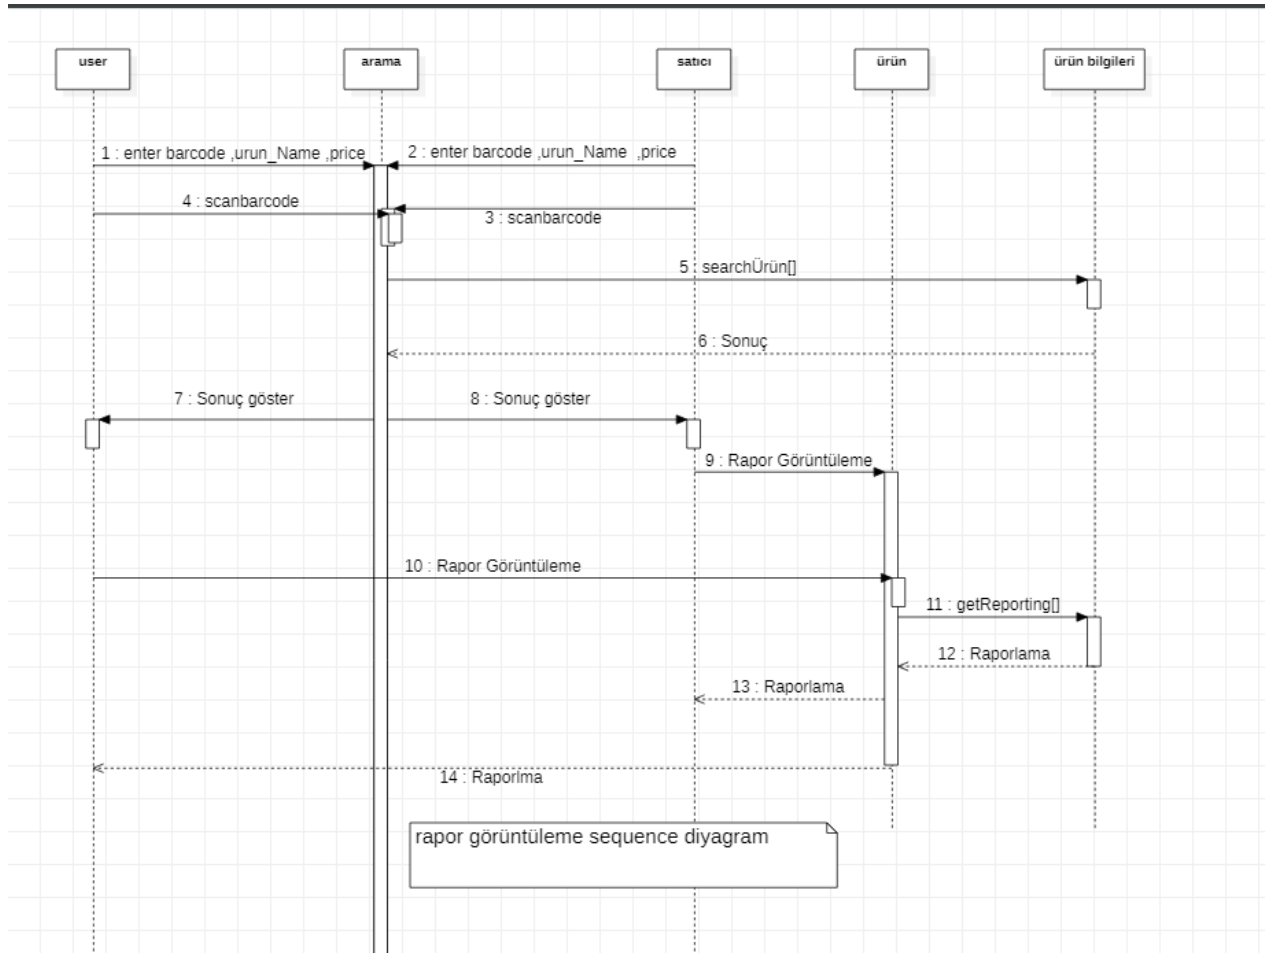 user
arama
satıcı
ürün
ürün bilgileri
1 : enter barcode ,urun_Name ,price
2 : enter barcode ,urun_Name ,price
4 : scanbarcode
3 : scanbarcode
5 : searchÜrün[]
6 : Sonuç
7 : Sonuç göster
8 : Sonuç göster
9 : Rapor Görüntüleme
10 : Rapor Görüntüleme
11 : getReporting[]
12 : Raporlama
13 : Raporlama
14 : Raporlma
rapor görüntüleme sequence diyagram